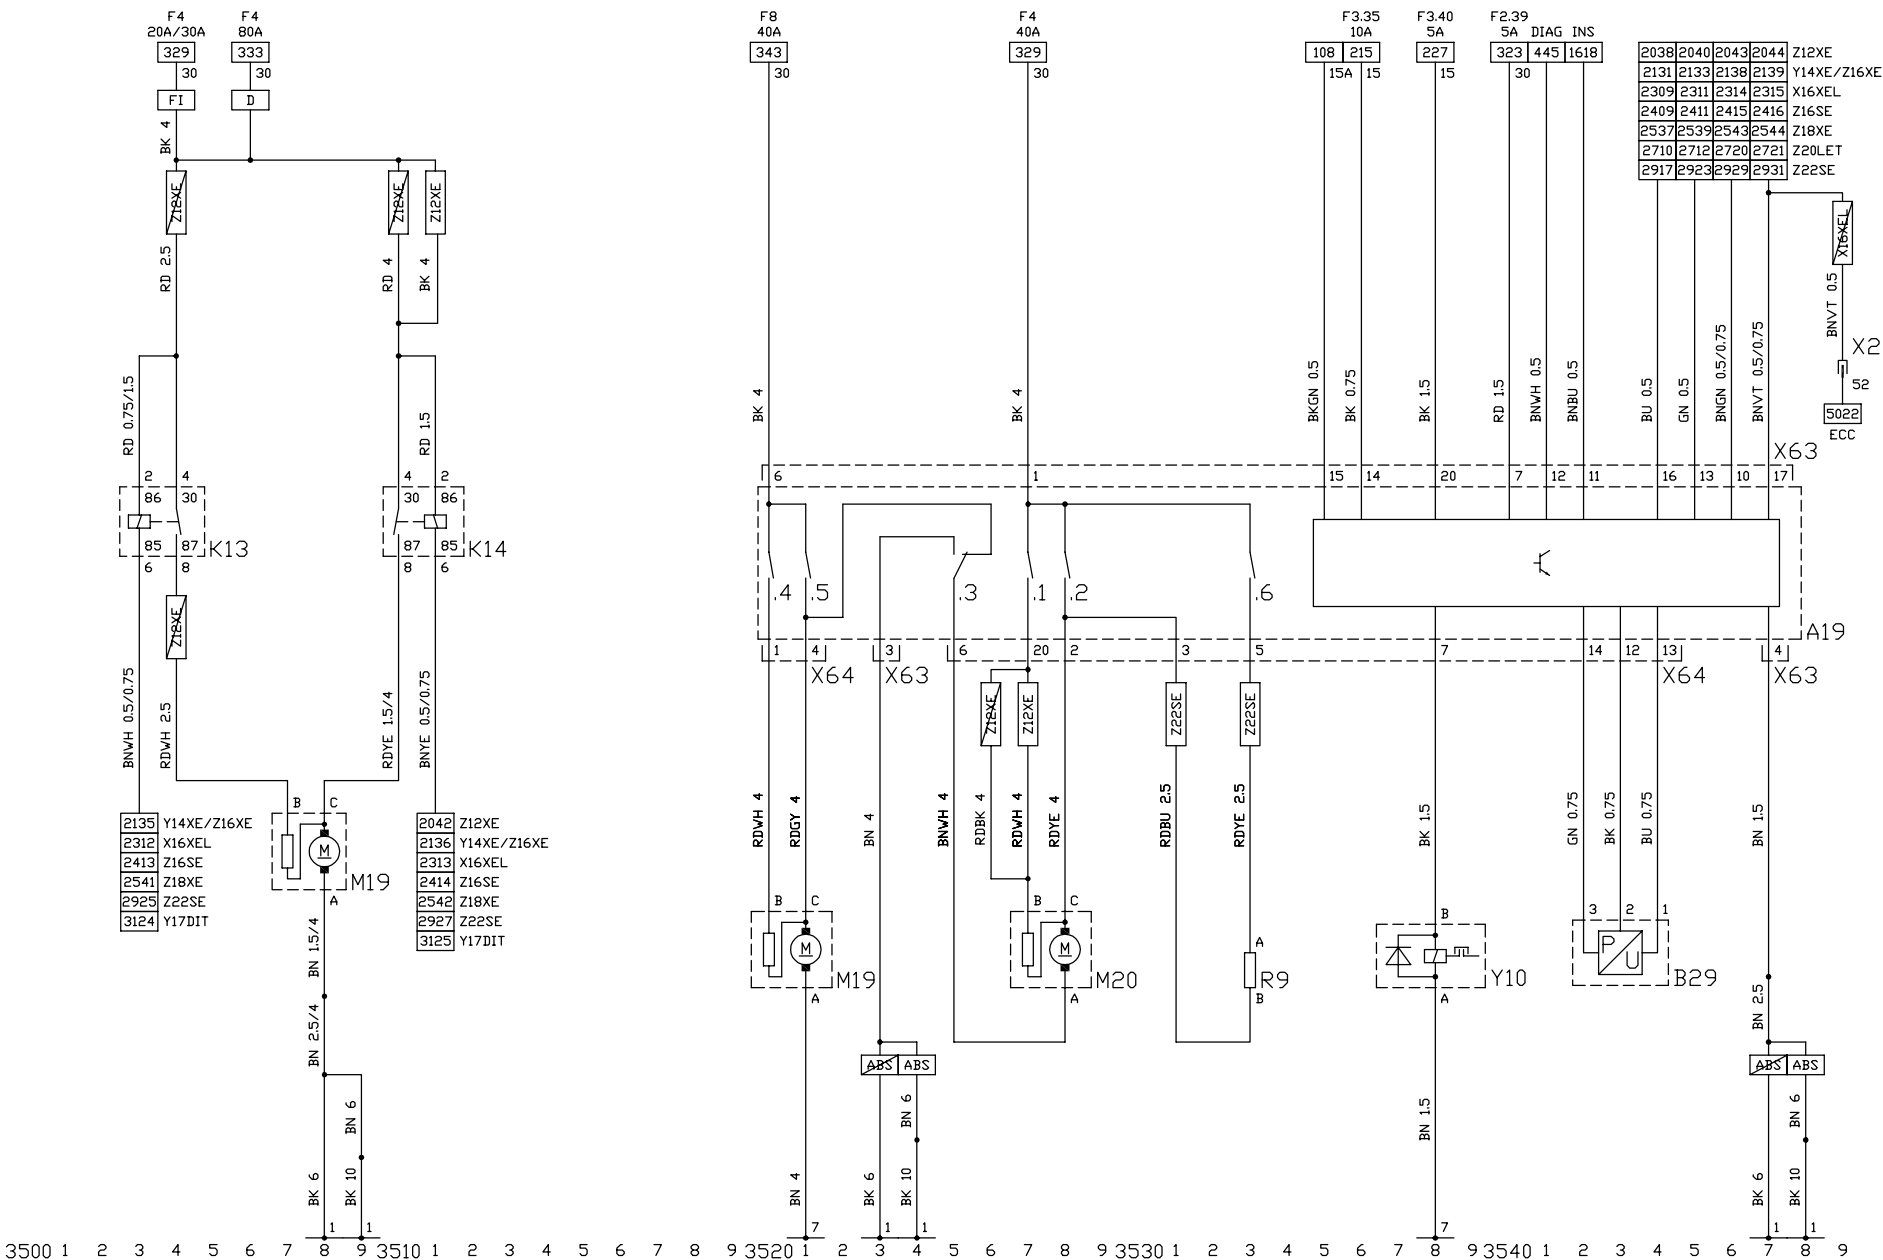 F4 F4 F8 F4 F3.35 F3.40 F2.39
20A/30A 80A 40A 40A 10A 5A 5A DIAG INS
329 333 343 329 108 215 227 323 445 1618 2038 2040 2043 2044 Z12XE
30 30 30 30 15A 15 15 30 2131 2133 2138 2139 Y14XE/Z16XE
FI D 2309 2311 2314 2315 X16XEL
2409 2411 2415 2416 Z16SE
BK 4 2537 2539 2543 2544 Z18XE
2710 2712 2720 2721 Z20LET
2917 2923 2929 2931 Z22SE
Z12XE Z12XE Z12XE X16XEL
RD 2.5 RD 4 BK 4 BNVT 0.5
X2
52
5022
ECC
RD 0.75/1.5 RD 1.5 BK 4 BK 4 BKGN 0.5 BK 0.75 BK 1.5 RD 1.5 BNWH 0.5 BNBU 0.5 BU 0.5 GN 0.5 BNGN 0.5/0.75 BNVT 0.5/0.75
X63
2 4 4 2 6 1 15 14 20 7 12 11 16 13 10 17
86 30 30 86
85 87 K13 87 85 K14
6 8 8 6
.4 .5 .3 .1 .2 .6
A19
Z12XE
1 4 3 6 20 2 3 5 7 14 12 13 4
X64 X63 X64 X63
Z12XE Z12XE Z22SE Z22SE
BNWH 0.5/0.75 RDWH 2.5 RDYE 1.5/4 BNYE 0.5/0.75
B C
RDWH 4 RDGY 4 BN 4 BNWH 4 RDBK 4 RDWH 4 RDYE 4 RDBU 2.5 RDYE 2.5 BK 1.5 GN 0.75 BK 0.75 BU 0.75 BN 1.5
2135 Y14XE/Z16XE 2042 Z12XE
2312 X16XEL 2136 Y14XE/Z16XE
2413 Z16SE M 2313 X16XEL
2541 Z18XE M19 2414 Z16SE
2925 Z22SE A 2542 Z18XE
3124 Y17DIT 2927 Z22SE
3125 Y17DIT
B C B C B 3 2 1
BN 1.5/4 M M A P U
M19 M20 R9 Y10 B29
A A B A
BN 2.5/4 BN 2.5
ABS ABS ABS ABS
BN 6 BN 6 BN 1.5 BN 6
BK 6 BK 10 BN 4 BK 6 BK 10 BK 6 BK 10
1 1 7 1 1 7 1 1
3500 1 2 3 4 5 6 7 8 9 3510 1 2 3 4 5 6 7 8 9 3520 1 2 3 4 5 6 7 8 9 3530 1 2 3 4 5 6 7 8 9 3540 1 2 3 4 5 6 7 8 9